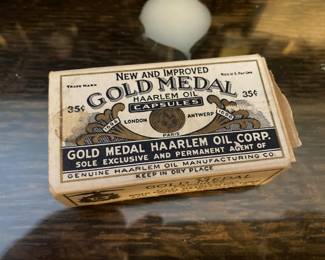 NEW AND IMPROVED
TRADE MARK
GOLD MEDAL
HAARLEM OIL
35¢ CAPSULES 35¢
LONDON ANTWERP
PARIS
GOLD MEDAL HAARLEM OIL CORP.
SOLE EXCLUSIVE AND PERMANENT AGENT OF
GENUINE HAARLEM OIL MANUFACTURING CO.
KEEP IN DRY PLACE
GOLD MEDAL